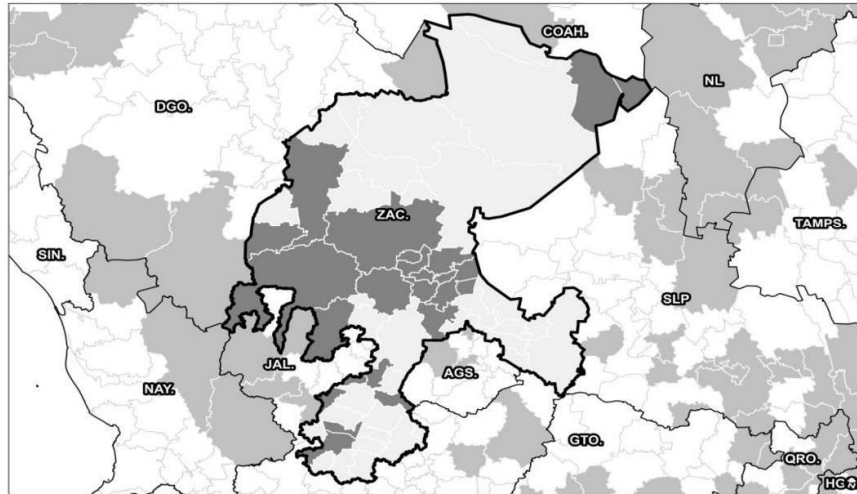 COAH.
NL
DGO.
ZAC.
TAMPS.
SIN.
SLP
JAL.
AGS.
NAY.
GTO.
QRO.